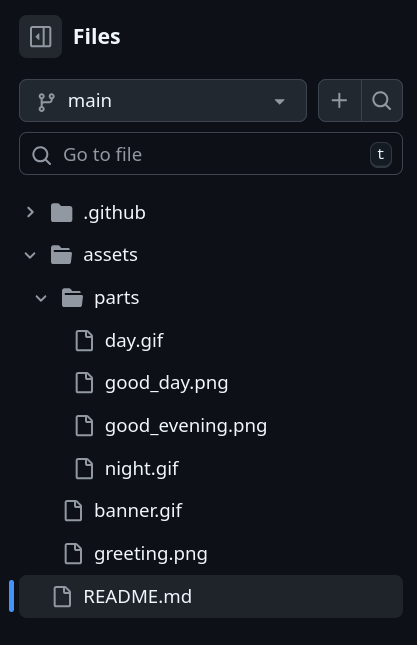 Files
main
Go to file t
.github
assets
parts
day.gif
good_day.png
good_evening.png
night.gif
banner.gif
greeting.png
README.md